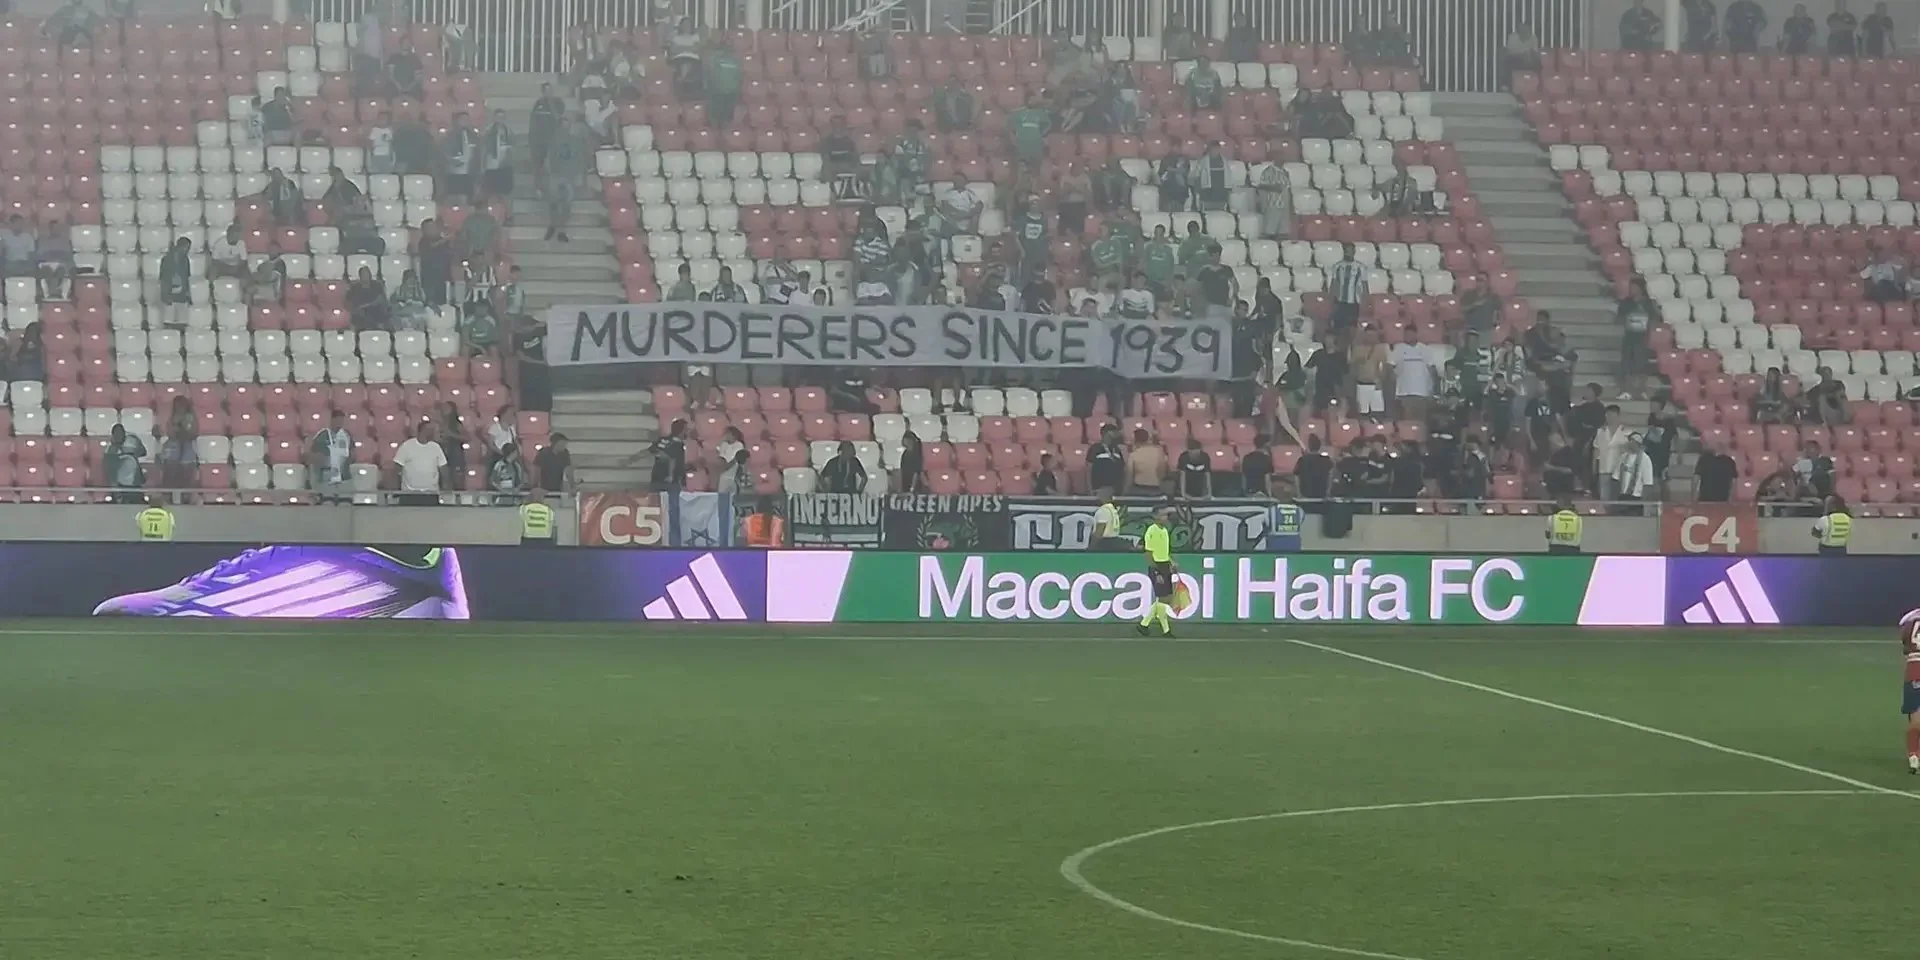 MURDERERS SINCE 1939
C5
INFERNO
GREEN APES
C4
Maccabi Haifa FC